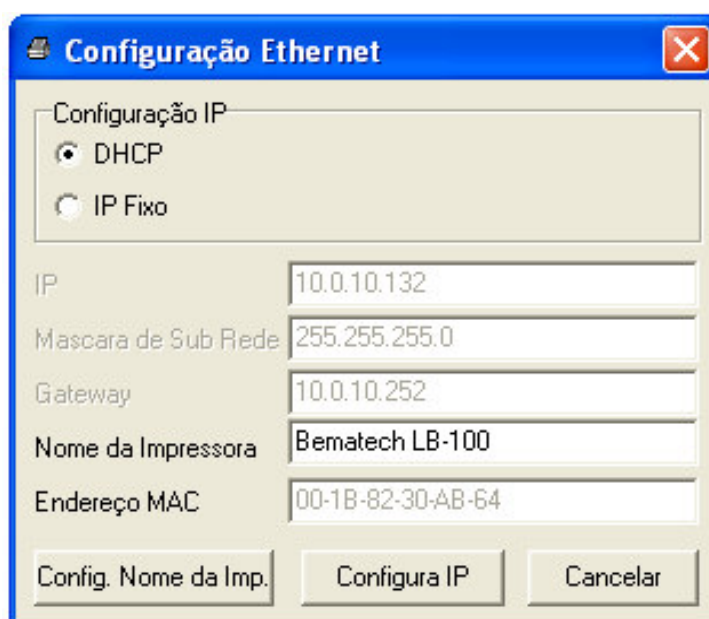 Configuração Ethernet
Configuração IP
DHCP
IP Fixo
IP 10.0.10.132
Mascara de Sub Rede 255.255.255.0
Gateway 10.0.10.252
Nome da Impressora Bematech LB-100
Endereço MAC 00-1B-82-30-AB-64
Config. Nome da Imp. Configura IP Cancelar